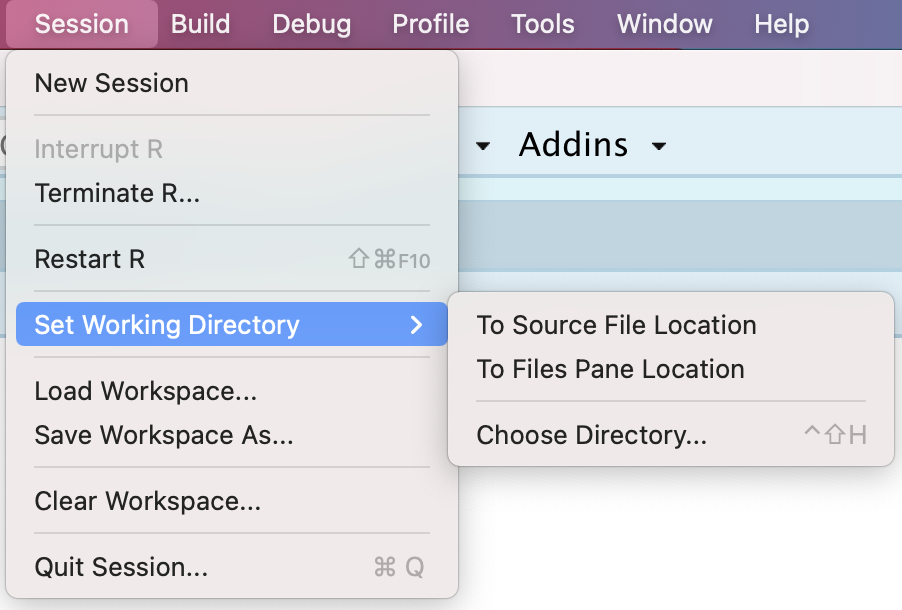 Session Build Debug Profile Tools Window Help
New Session
Addins
Interrupt R
Terminate R...
Restart R ⇧⌘F10
Set Working Directory
To Source File Location
To Files Pane Location
Load Workspace...
Save Workspace As...
Choose Directory... ^⇧H
Clear Workspace...
Quit Session... ⌘ Q